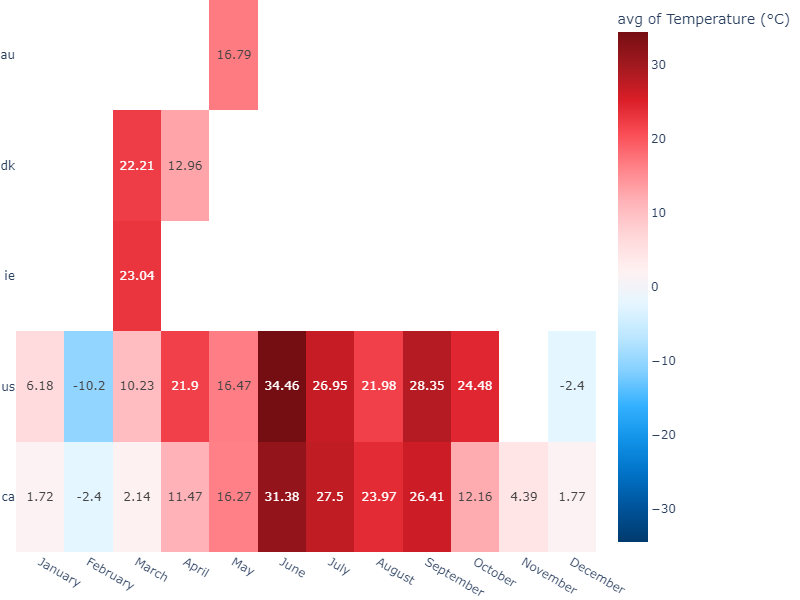 avg of Temperature (°C)
au 16.79
dk 22.21 12.96
ie 23.04
us 6.18 -10.2 10.23 21.9 16.47 34.46 26.95 21.98 28.35 24.48 -2.4
ca 1.72 -2.4 2.14 11.47 16.27 31.38 27.5 23.97 26.41 12.16 4.39 1.77
January February March April May June July August September October November December
30
20
10
0
−10
−20
−30